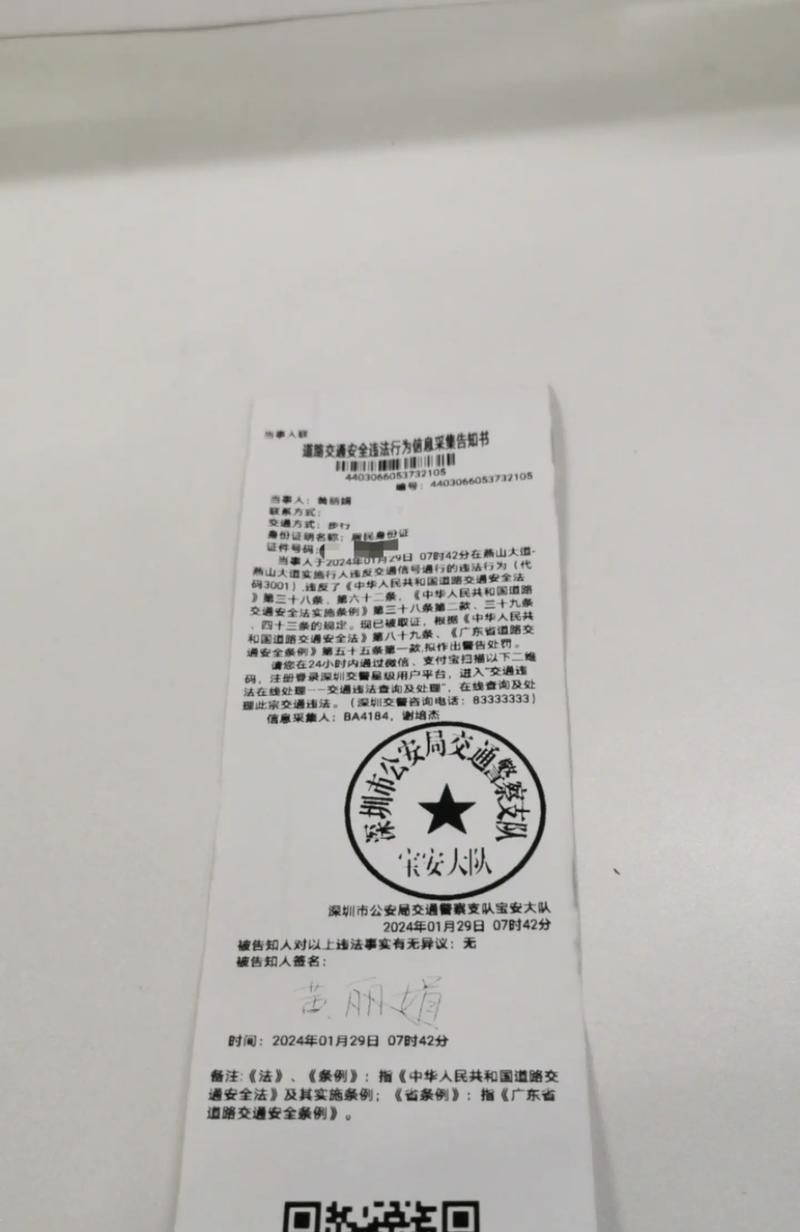 当事人联
道路交通安全违法行为信息采集告知书
4403066053732105
编号：4403066053732105
当事人：黄丽娟
联系方式：
交通方式：步行
身份证明名称：居民身份证
证件号码：
当事人于2024年01月29日 07时42分在燕山大道-
燕山大道实施行人违反交通信号通行的违法行为（代
码3001）,违反了《中华人民共和国道路交通安全法
》第三十八条、第六十二条，《中华人民共和国道路
交通安全法实施条例》第三十八条第二款、三十九条
、四十三条的规定。现已被取证，根据《中华人民共
和国道路交通安全法》第八十九条、《广东省道路交
通安全条例》第五十五条第一款,拟作出警告处罚。
请您在24小时内通过微信、支付宝扫描以下二维
码，注册登录深圳交警星级用户平台，进入"交通违
法在线处理---交通违法查询及处理"，在线查询及处
理此宗交通违法。（深圳交警咨询电话：83333333）
信息采集人：BA4184，谢培杰
深圳市公安局交通警察支队
宝安大队
深圳市公安局交通警察支队宝安大队
2024年01月29日 07时42分
被告知人对以上违法事实有无异议：无
被告知人签名：
黄丽娟
时间：2024年01月29日 07时42分
备注:《法》、《条例》：指《中华人民共和国道路交
通安全法》及其实施条例；《省条例》：指《广东省
道路交通安全条例》。